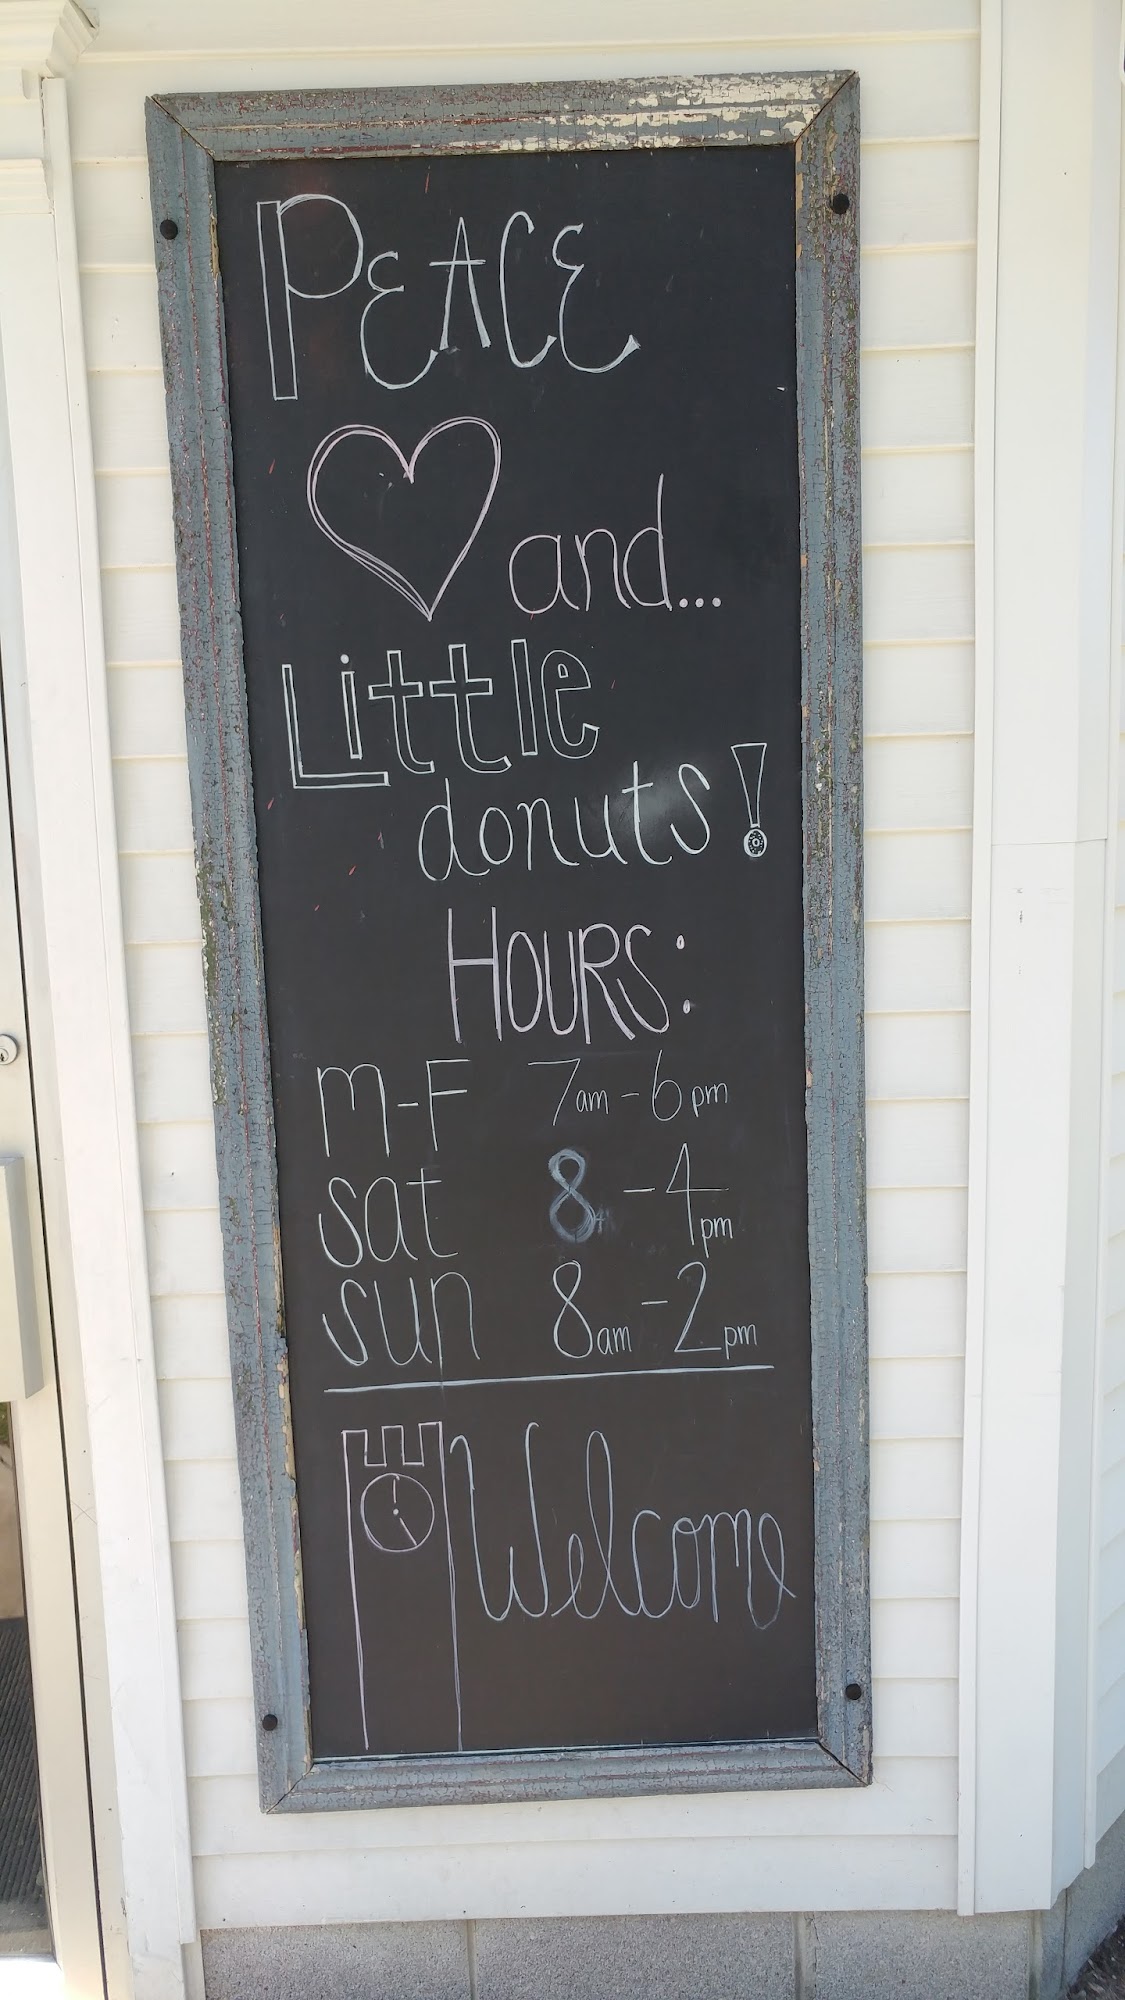 PEACE
and...
Little
donuts!
HOURS:
M-F 7am - 6pm
sat 8 - 4pm
sun 8am - 2pm
Welcome